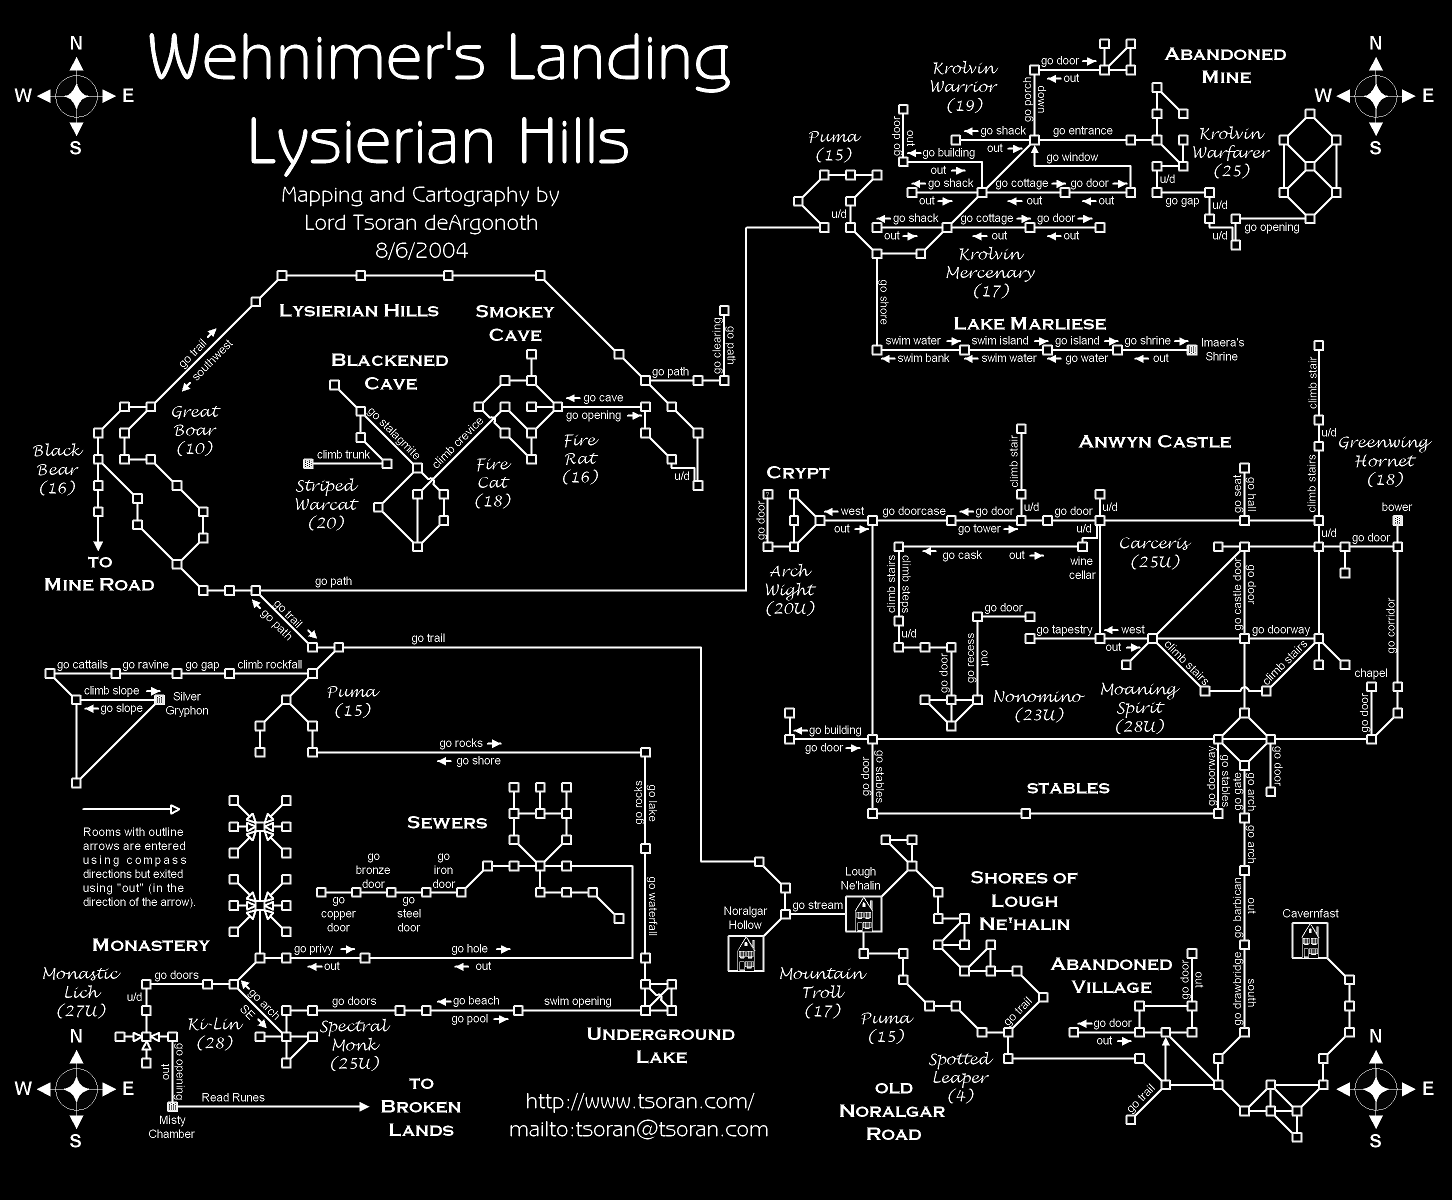 Wehnimer's Landing
Lysierian Hills
Mapping and Cartography by
Lord Tsoran deArgonoth
8/6/2004
N
W
E
S
N
W
E
S
Abandoned
Mine
Krolvin
Warrior
(19)
go door
out
go porch
down
Puma
(15)
go door
out
go shack
out
go entrance
Krolvin
Warfarer
(25)
go building
out
go window
go shack
out
go cottage
out
go door
out
u/d
go gap
u/d
u/d
go opening
u/d
go shack
out
go cottage
out
go door
out
Krolvin
Mercenary
(17)
go shore
Lake Marliese
swim water
swim island
go island
go shrine
swim bank
swim water
go water
out
Imaera's
Shrine
Lysierian Hills
Smokey
Cave
Blackened
Cave
go trail
southwest
go clearing
go path
go path
Great
Boar
(10)
Black
Bear
(16)
to
Mine Road
go stalagmite
climb trunk
climb crevice
Striped
Warcat
(20)
Fire
Cat
(18)
go cave
go opening
Fire
Rat
(16)
u/d
go path
go trail
go path
go trail
Anwyn Castle
climb stair
climb stair
u/d
climb stairs
u/d
Greenwing
Hornet
(18)
bower
Crypt
go door
west
out
go doorcase
go door
go tower
u/d
go door
u/d
u/d
go seat
go hall
Arch
Wight
(20U)
go cask
out
wine
cellar
Carceris
(25U)
go door
climb stairs
climb steps
u/d
go door
go recess
out
go door
go tapestry
west
out
go castle door
go door
go doorway
climb stairs
climb stairs
go corridor
chapel
go door
Nonomino
(23U)
Moaning
Spirit
(28U)
go building
go door
go door
go stables
stables
go doorway
go stables
go gate
go arch
go door
go arch
go barbican
out
go drawbridge
south
go cattails
go ravine
go gap
climb rockfall
climb slope
go slope
Silver
Gryphon
Puma
(15)
go rocks
go shore
go rocks
go lake
go waterfall
Rooms with outline
arrows are entered
using compass
directions but exited
using "out" (in the
direction of the arrow).
Sewers
go
bronze
door
go
iron
door
go
copper
door
go
steel
door
Monastery
go privy
out
go hole
out
Monastic
Lich
(27U)
go doors
u/d
go arch
SE
Ki-Lin
(28)
go doors
go beach
go pool
swim opening
Spectral
Monk
(25U)
Underground
Lake
go opening
out
Misty
Chamber
Read Runes
to
Broken
Lands
Noralgar
Hollow
go stream
Lough
Ne'halin
Shores of
Lough
Ne'halin
Mountain
Troll
(17)
Puma
(15)
go trail
Spotted
Leaper
(4)
old
Noralgar
Road
Abandoned
Village
go door
out
go door
out
go trail
Cavernfast
N
W
E
S
N
W
E
S
http://www.tsoran.com/
mailto:tsoran@tsoran.com